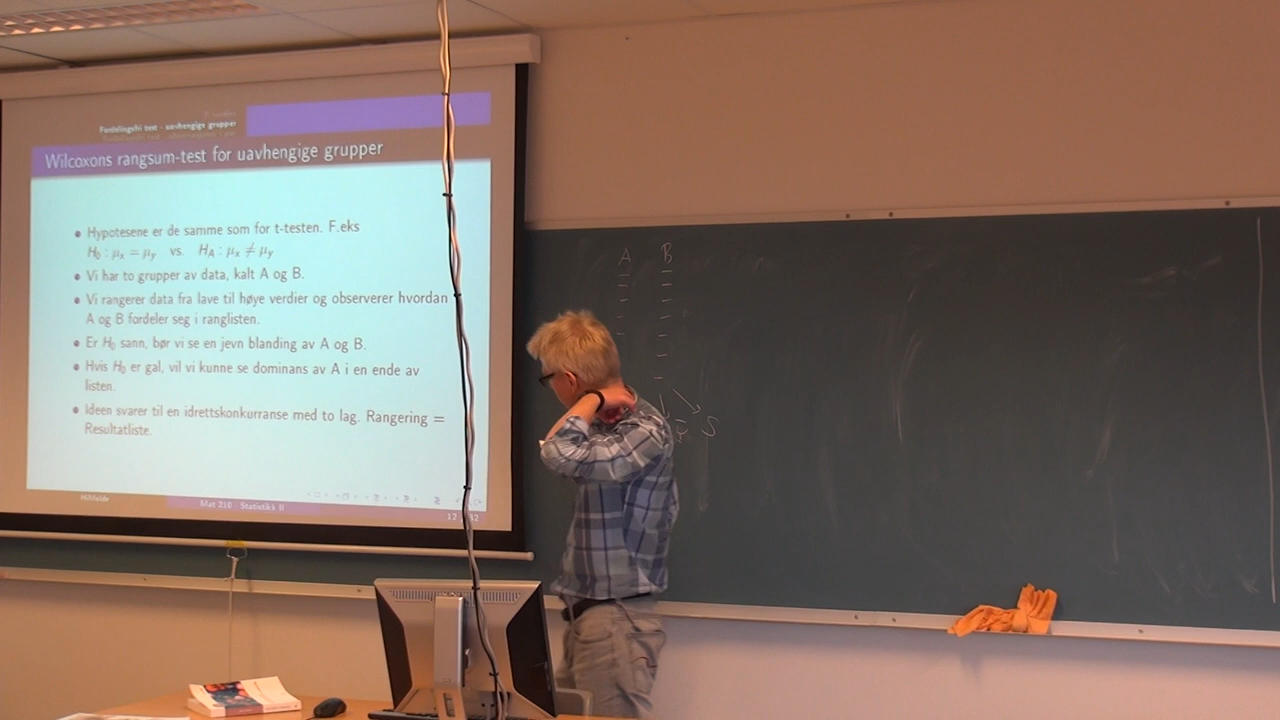 Fordelingsfri test - uavhengige grupper
Wilcoxons rangsum-test for uavhengige grupper
Hypotesene er de samme som for t-testen. F.eks
H₀ : μₓ = μᵧ vs. H_A : μₓ ≠ μᵧ
Vi har to grupper av data, kalt A og B.
Vi rangerer data fra lave til høye verdier og observerer hvordan
A og B fordeler seg i ranglisten.
Er H₀ sann, bør vi se en jevn blanding av A og B.
Hvis H₀ er gal, vil vi kunne se dominans av A i en ende av
listen.
Ideen svarer til en idrettskonkurranse med to lag. Rangering =
Resultatliste.
Mat 210 Statistikk II
A B
S